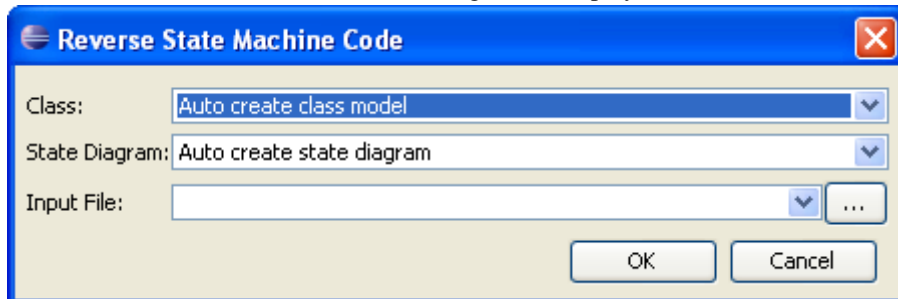 Reverse State Machine Code
Class: Auto create class model
State Diagram: Auto create state diagram
Input File: ...
OK Cancel